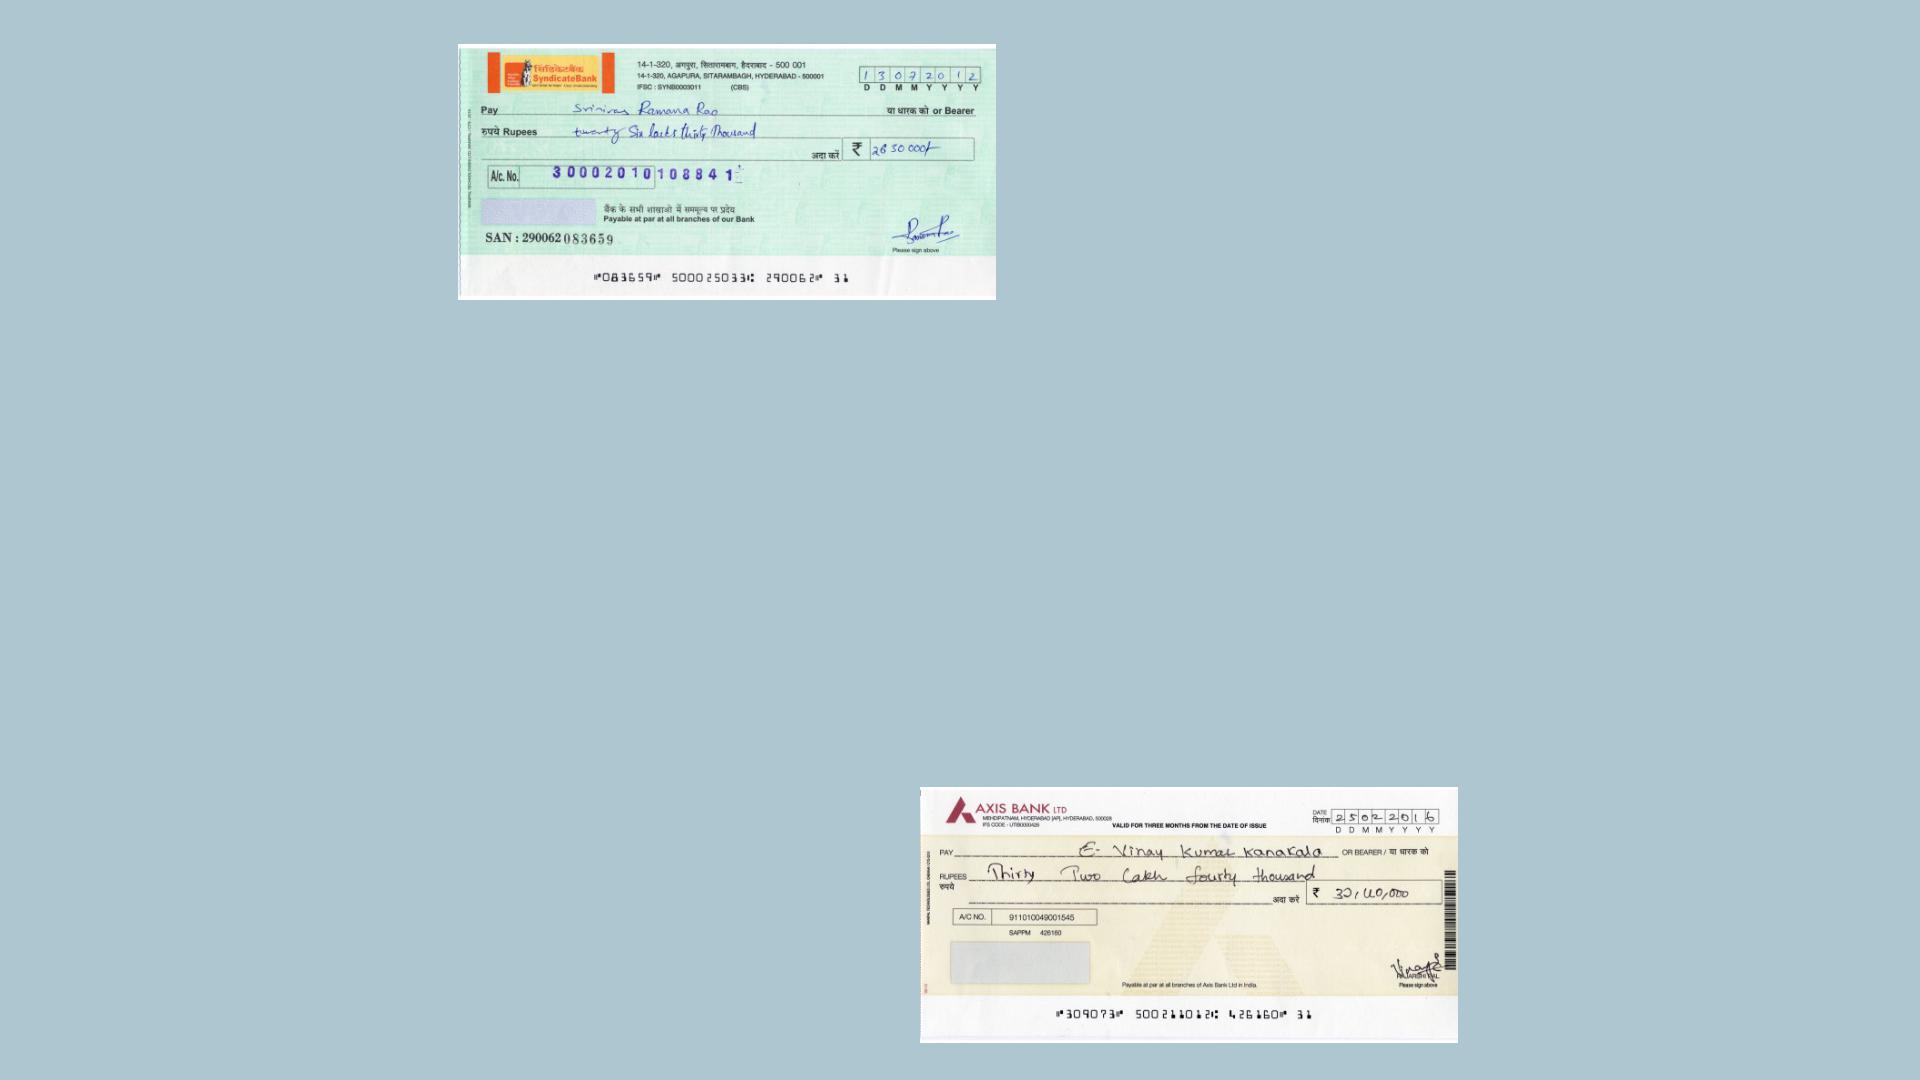 सिंडिकेटबैंक
SyndicateBank
14-1-320, अगपुरा, सितारामबाग, हैदराबाद - 500 001
14-1-320, AGAPURA, SITARAMBAGH, HYDERABAD - 500001
IFSC : SYNB0003011 (CBS)
1 3 0 7 2 0 1 2
D D M M Y Y Y Y
Pay Srinivas Ramana Rao या धारक को or Bearer
रुपये Rupees twenty Six lacks thirty Thousand
अदा करें ₹ 2630000/-
A/c. No. 30002010108841
बैंक के सभी शाखाओं में सममूल्य पर प्रदेय
Payable at par at all branches of our Bank
SAN : 290062 083659
Please sign above
⑈083659⑈ 500025033⑆ 290062⑈ 31
AXIS BANK LTD
MEHDIPATNAM, HYDERABAD [AP], HYDERABAD, 500028
IFS CODE - UTIB0000426
VALID FOR THREE MONTHS FROM THE DATE OF ISSUE
DATE
दिनांक 2 5 0 2 2 0 1 6
D D M M Y Y Y Y
PAY E- Vinay Kumar Kanakala OR BEARER / या धारक को
RUPEES Thirty Two Lakh fourty thousand
रुपये
अदा करें ₹ 32,40,000
A/C NO. 911010049001545
SAPPM 426160
Please sign above
Payable at par at all branches of Axis Bank Ltd in India.
⑈309073⑈ 500211012⑆ 426160⑈ 31